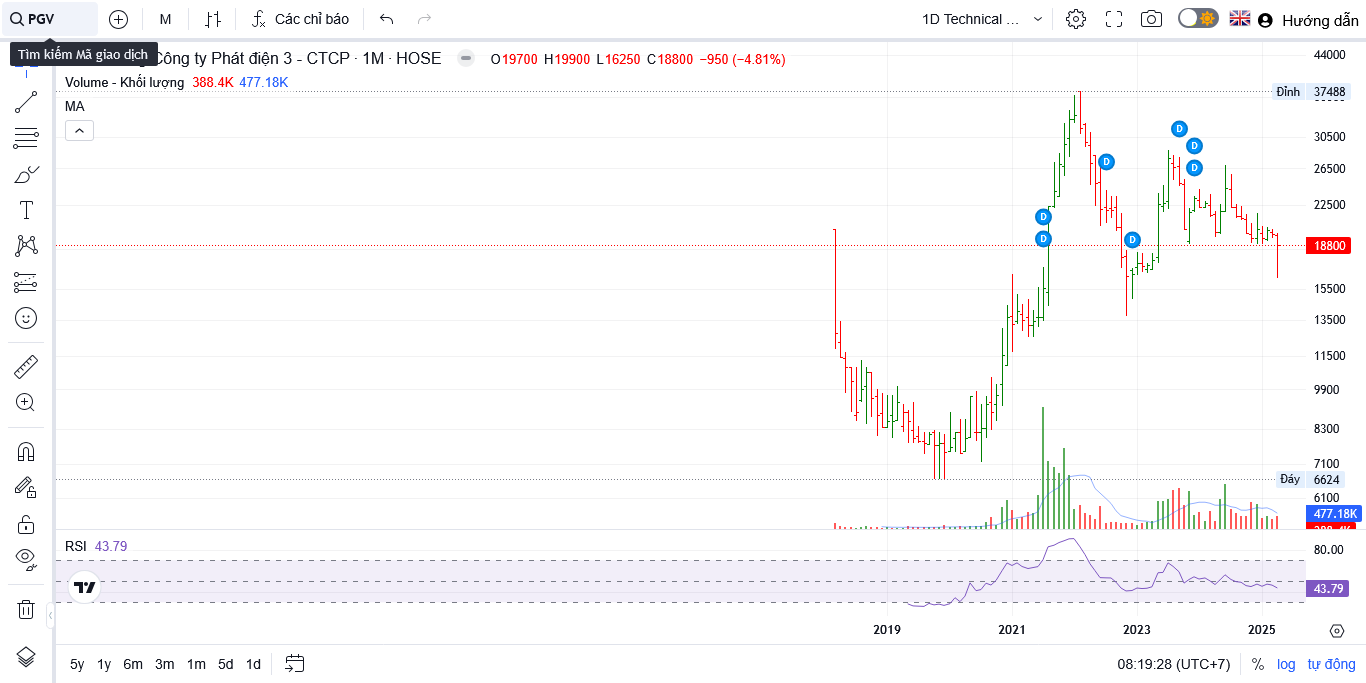 PGV
M
Các chỉ báo
1D Technical ...
Hướng dẫn
Tìm kiếm Mã giao dịch
Công ty Phát điện 3 - CTCP · 1M · HOSE
O19700 H19900 L16250 C18800 −950 (−4.81%)
Volume - Khối lượng 388.4K 477.18K
MA
44000
Đỉnh 37488
30500
26500
22500
18800
15500
13500
11500
9900
8300
7100
Đáy 6624
6100
477.18K
D
D
D
D
D
D
D
RSI 43.79
80.00
43.79
2019 2021 2023 2025
5y 1y 6m 3m 1m 5d 1d
08:19:28 (UTC+7)
% log tự động